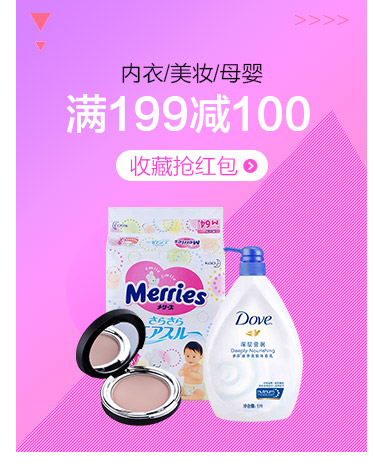 >>>>
内衣/美妆/母婴
满199减100
收藏抢红包
M 64
Merries
メリーズ
さらさら
エアスルー
Dove
深层营润
Deeply Nourishing